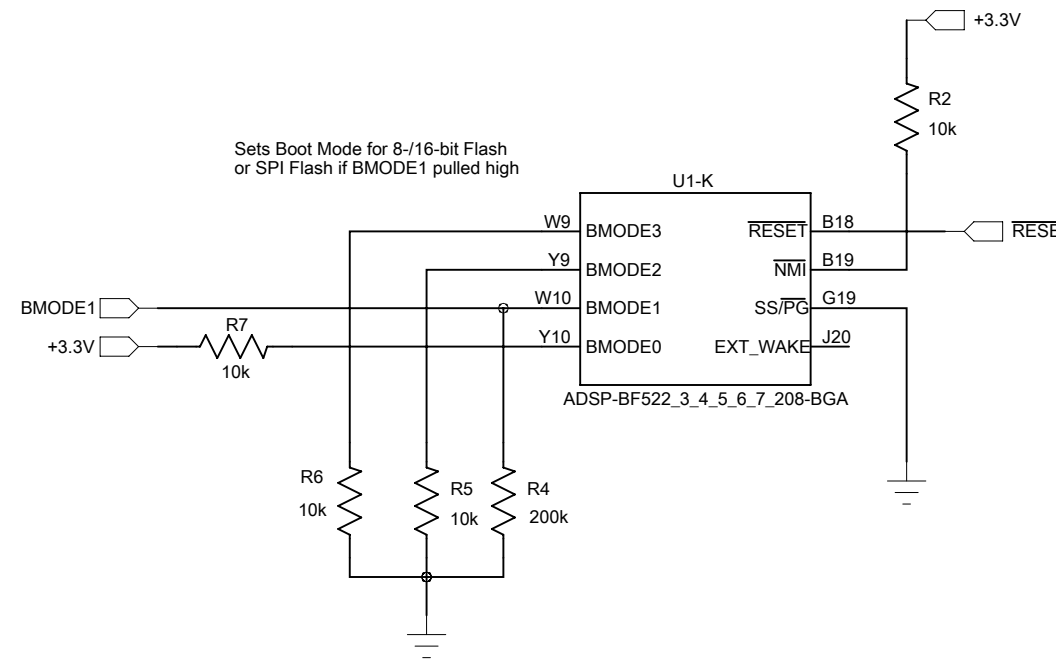 +3.3V
R2
10k
Sets Boot Mode for 8-/16-bit Flash
or SPI Flash if BMODE1 pulled high
U1-K
W9 BMODE3 RESET B18
Y9 BMODE2 NMI B19
BMODE1 W10 BMODE1 SS/PG G19
+3.3V R7 10k Y10 BMODE0 EXT_WAKE J20
ADSP-BF522_3_4_5_6_7_208-BGA
R6
10k
R5
10k
R4
200k